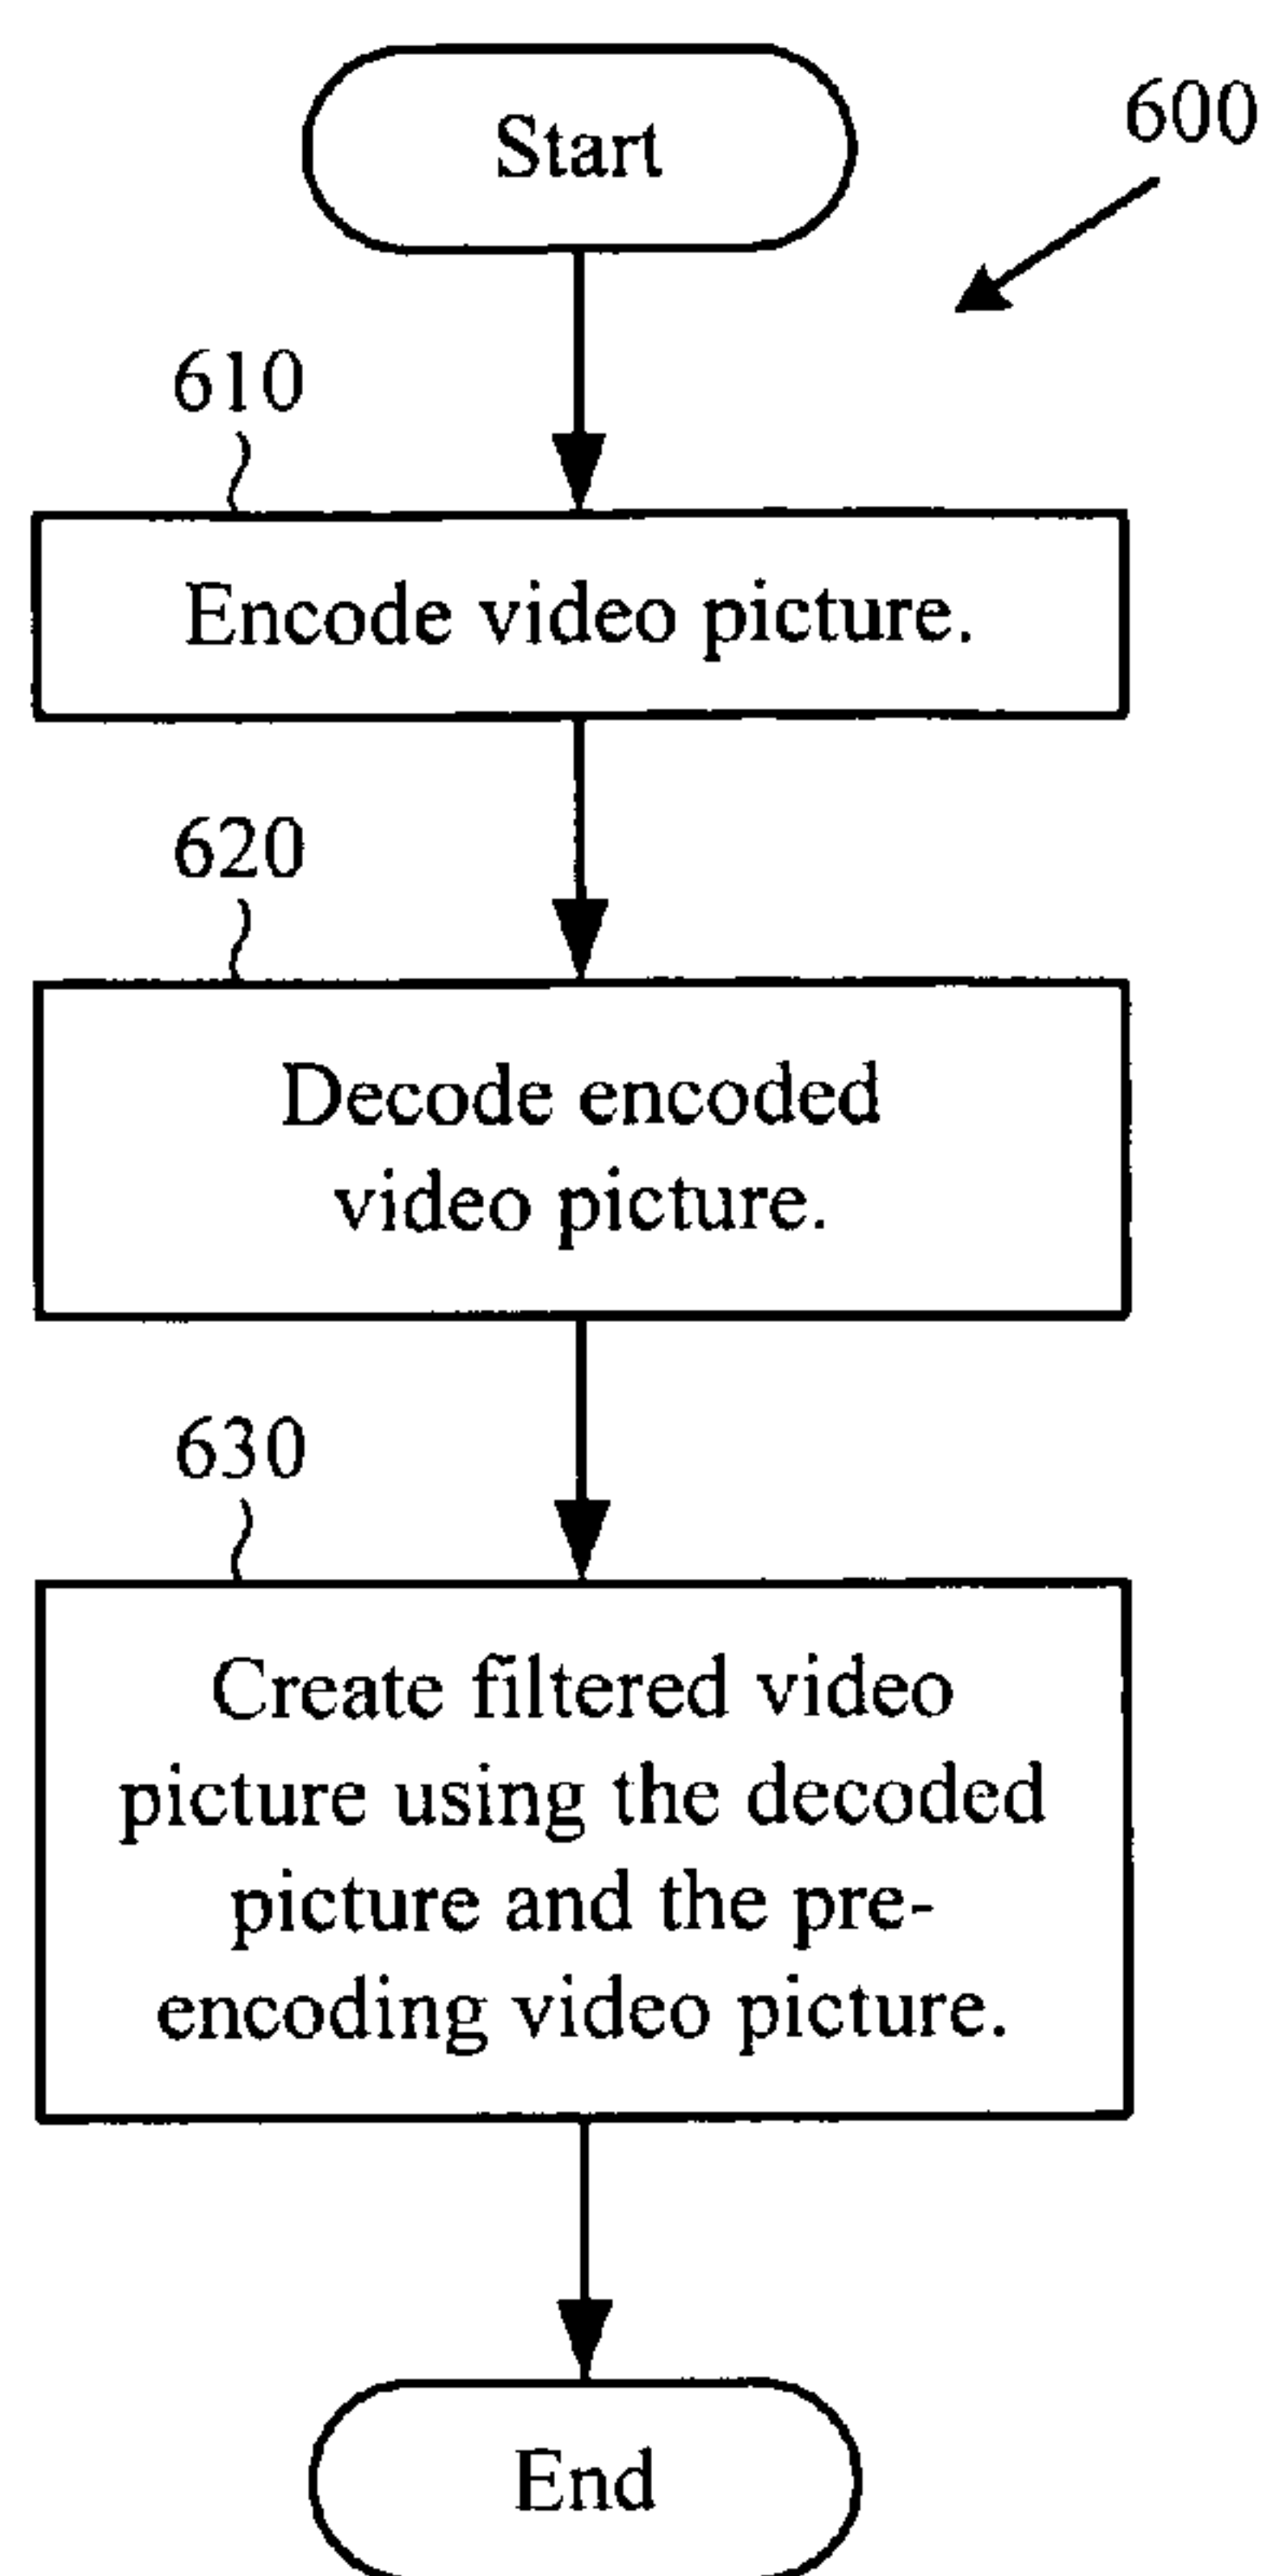 Start
600
610
Encode video picture.
620
Decode encoded
video picture.
630
Create filtered video
picture using the decoded
picture and the pre-
encoding video picture.
End